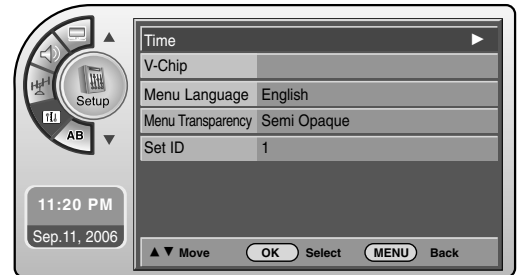 Time
V-Chip
Menu Language English
Menu Transparency Semi Opaque
Set ID 1
Setup
AB
11:20 PM
Sep.11, 2006
▲ ▼ Move OK Select MENU Back